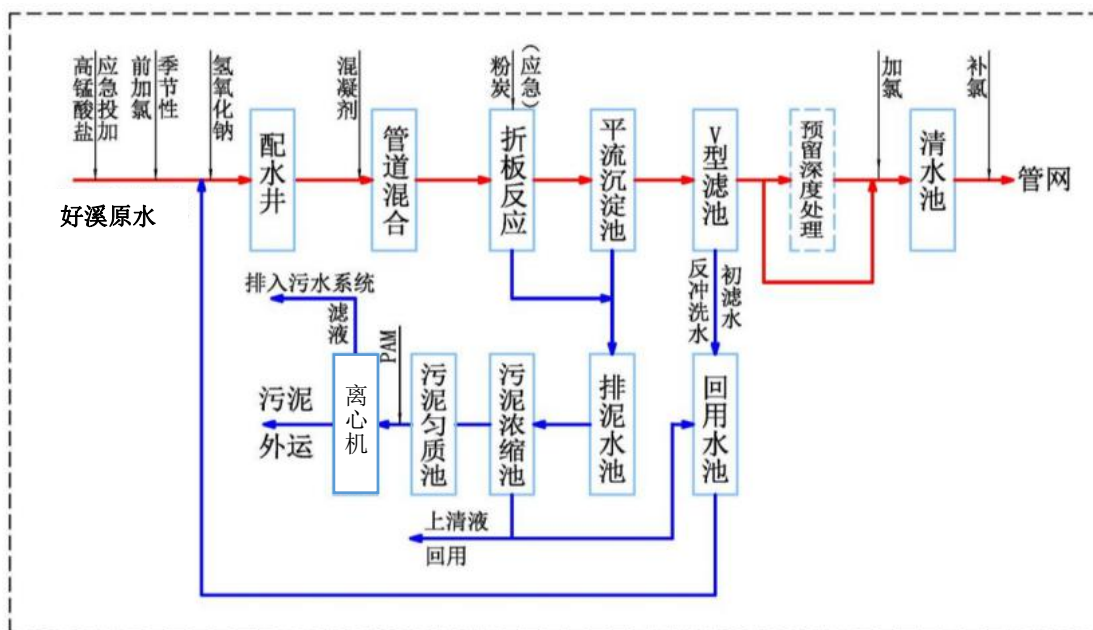 高锰酸盐
应急投加
前加氯
季节性
氢氧化钠
混凝剂
粉炭
（应急）
加氯
补氯
好溪原水
配水井
管道混合
折板反应
平流沉淀池
V型滤池
预留深度处理
清水池
管网
排入污水系统
滤液
PAM
反冲洗水
初滤水
污泥
外运
离心机
污泥匀质池
污泥浓缩池
排泥水池
回用水池
上清液
回用